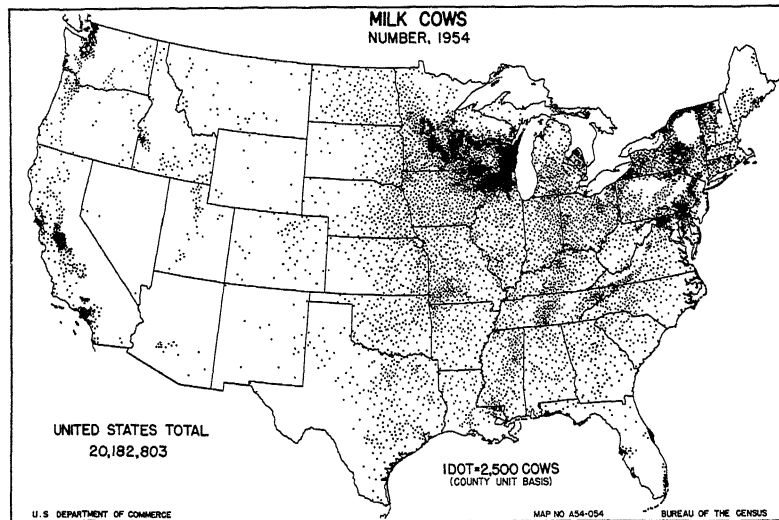 MILK COWS
NUMBER, 1954
UNITED STATES TOTAL
20,182,803
1 DOT=2,500 COWS
(COUNTY UNIT BASIS)
U.S DEPARTMENT OF COMMERCE
MAP NO A54-054
BUREAU OF THE CENSUS